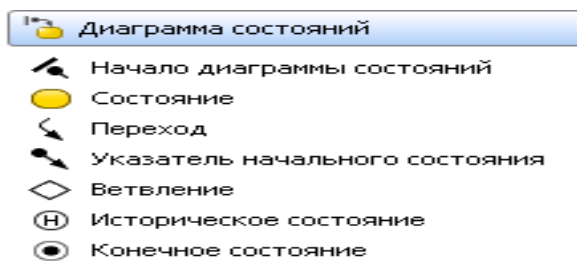 Диаграмма состояний
Начало диаграммы состояний
Состояние
Переход
Указатель начального состояния
Ветвление
H Историческое состояние
Конечное состояние